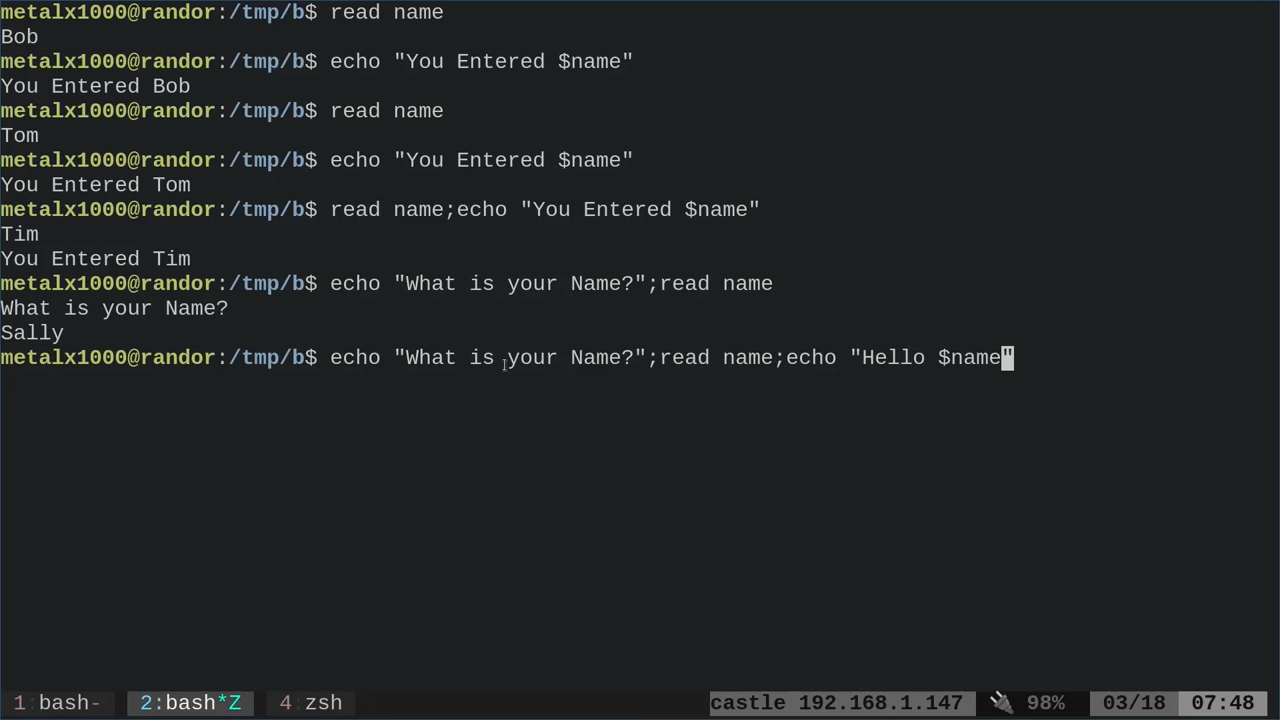 metalx1000@randor:/tmp/b$ read name
Bob
metalx1000@randor:/tmp/b$ echo "You Entered $name"
You Entered Bob
metalx1000@randor:/tmp/b$ read name
Tom
metalx1000@randor:/tmp/b$ echo "You Entered $name"
You Entered Tom
metalx1000@randor:/tmp/b$ read name;echo "You Entered $name"
Tim
You Entered Tim
metalx1000@randor:/tmp/b$ echo "What is your Name?";read name
What is your Name?
Sally
metalx1000@randor:/tmp/b$ echo "What is your Name?";read name;echo "Hello $name"
1:bash- 2:bash*Z 4:zsh castle 192.168.1.147 🔌 98% 03/18 07:48